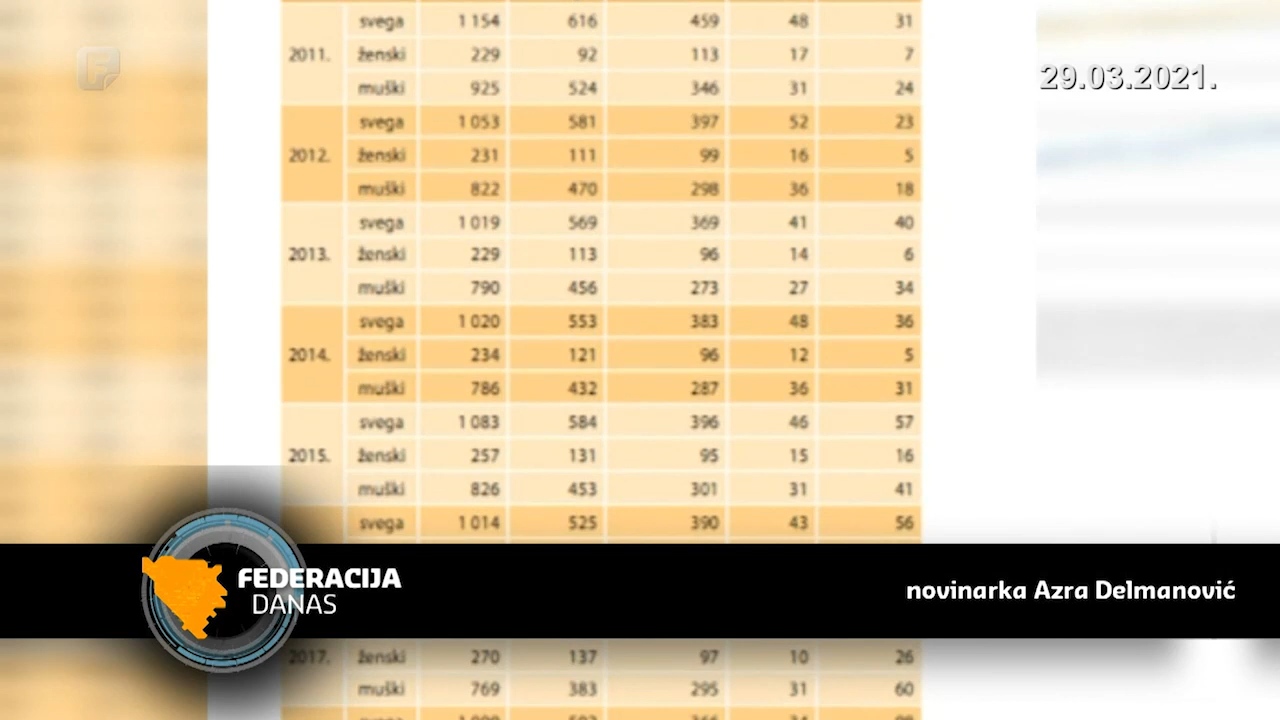 F
29.03.2021.
2011. svega 1 154 616 459 48 31
ženski 229 92 113 17 7
muški 925 524 346 31 24
2012. svega 1 053 581 397 52 23
ženski 231 111 99 16 5
muški 822 470 298 36 18
2013. svega 1 019 569 369 41 40
ženski 229 113 96 14 6
muški 790 456 273 27 34
2014. svega 1 020 553 383 48 36
ženski 234 121 96 12 5
muški 786 432 287 36 31
2015. svega 1 083 584 396 46 57
ženski 257 131 95 15 16
muški 826 453 301 31 41
svega 1 014 525 390 43 56
FEDERACIJA
DANAS
novinarka Azra Delmanović
2017. ženski 270 137 97 10 26
muški 769 383 295 31 60